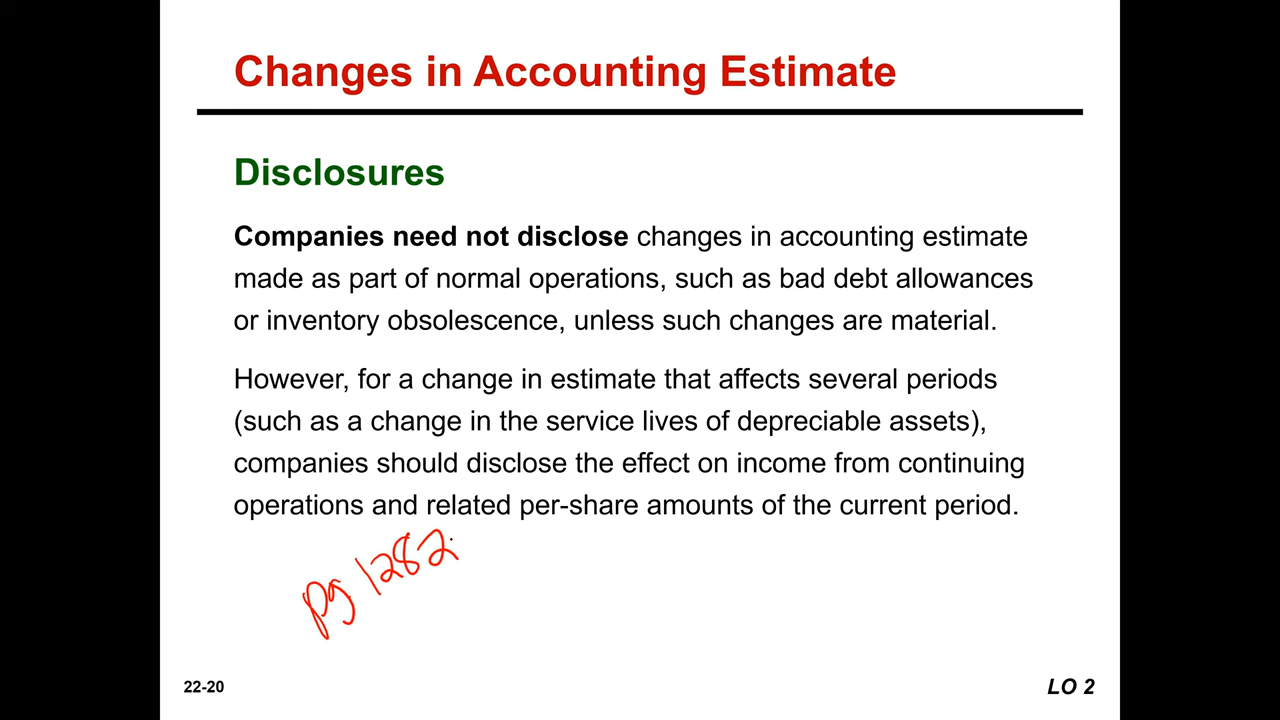 Changes in Accounting Estimate
Disclosures
Companies need not disclose changes in accounting estimate
made as part of normal operations, such as bad debt allowances
or inventory obsolescence, unless such changes are material.
However, for a change in estimate that affects several periods
(such as a change in the service lives of depreciable assets),
companies should disclose the effect on income from continuing
operations and related per-share amounts of the current period.
pg 1282
22-20
LO 2